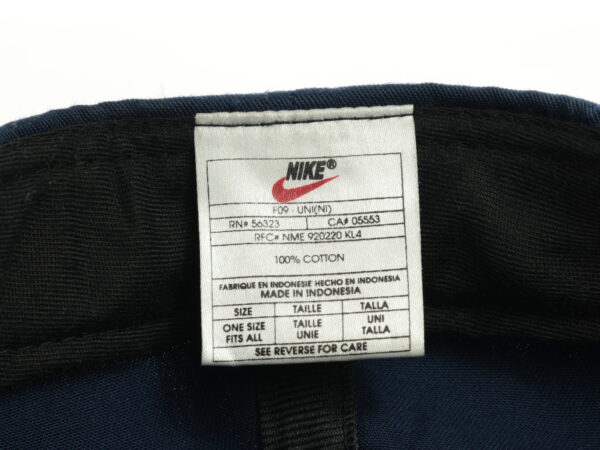 NIKE®
F09 - UNI(NI)
RN# 56323 CA# 05553
RFC# NME 920220 KL4
100% COTTON
FABRIQUE EN INDONESIE HECHO EN INDONESIA
MADE IN INDONESIA
SIZE TAILLE TALLA
ONE SIZE FITS ALL TAILLE UNIE UNI TALLA
SEE REVERSE FOR CARE